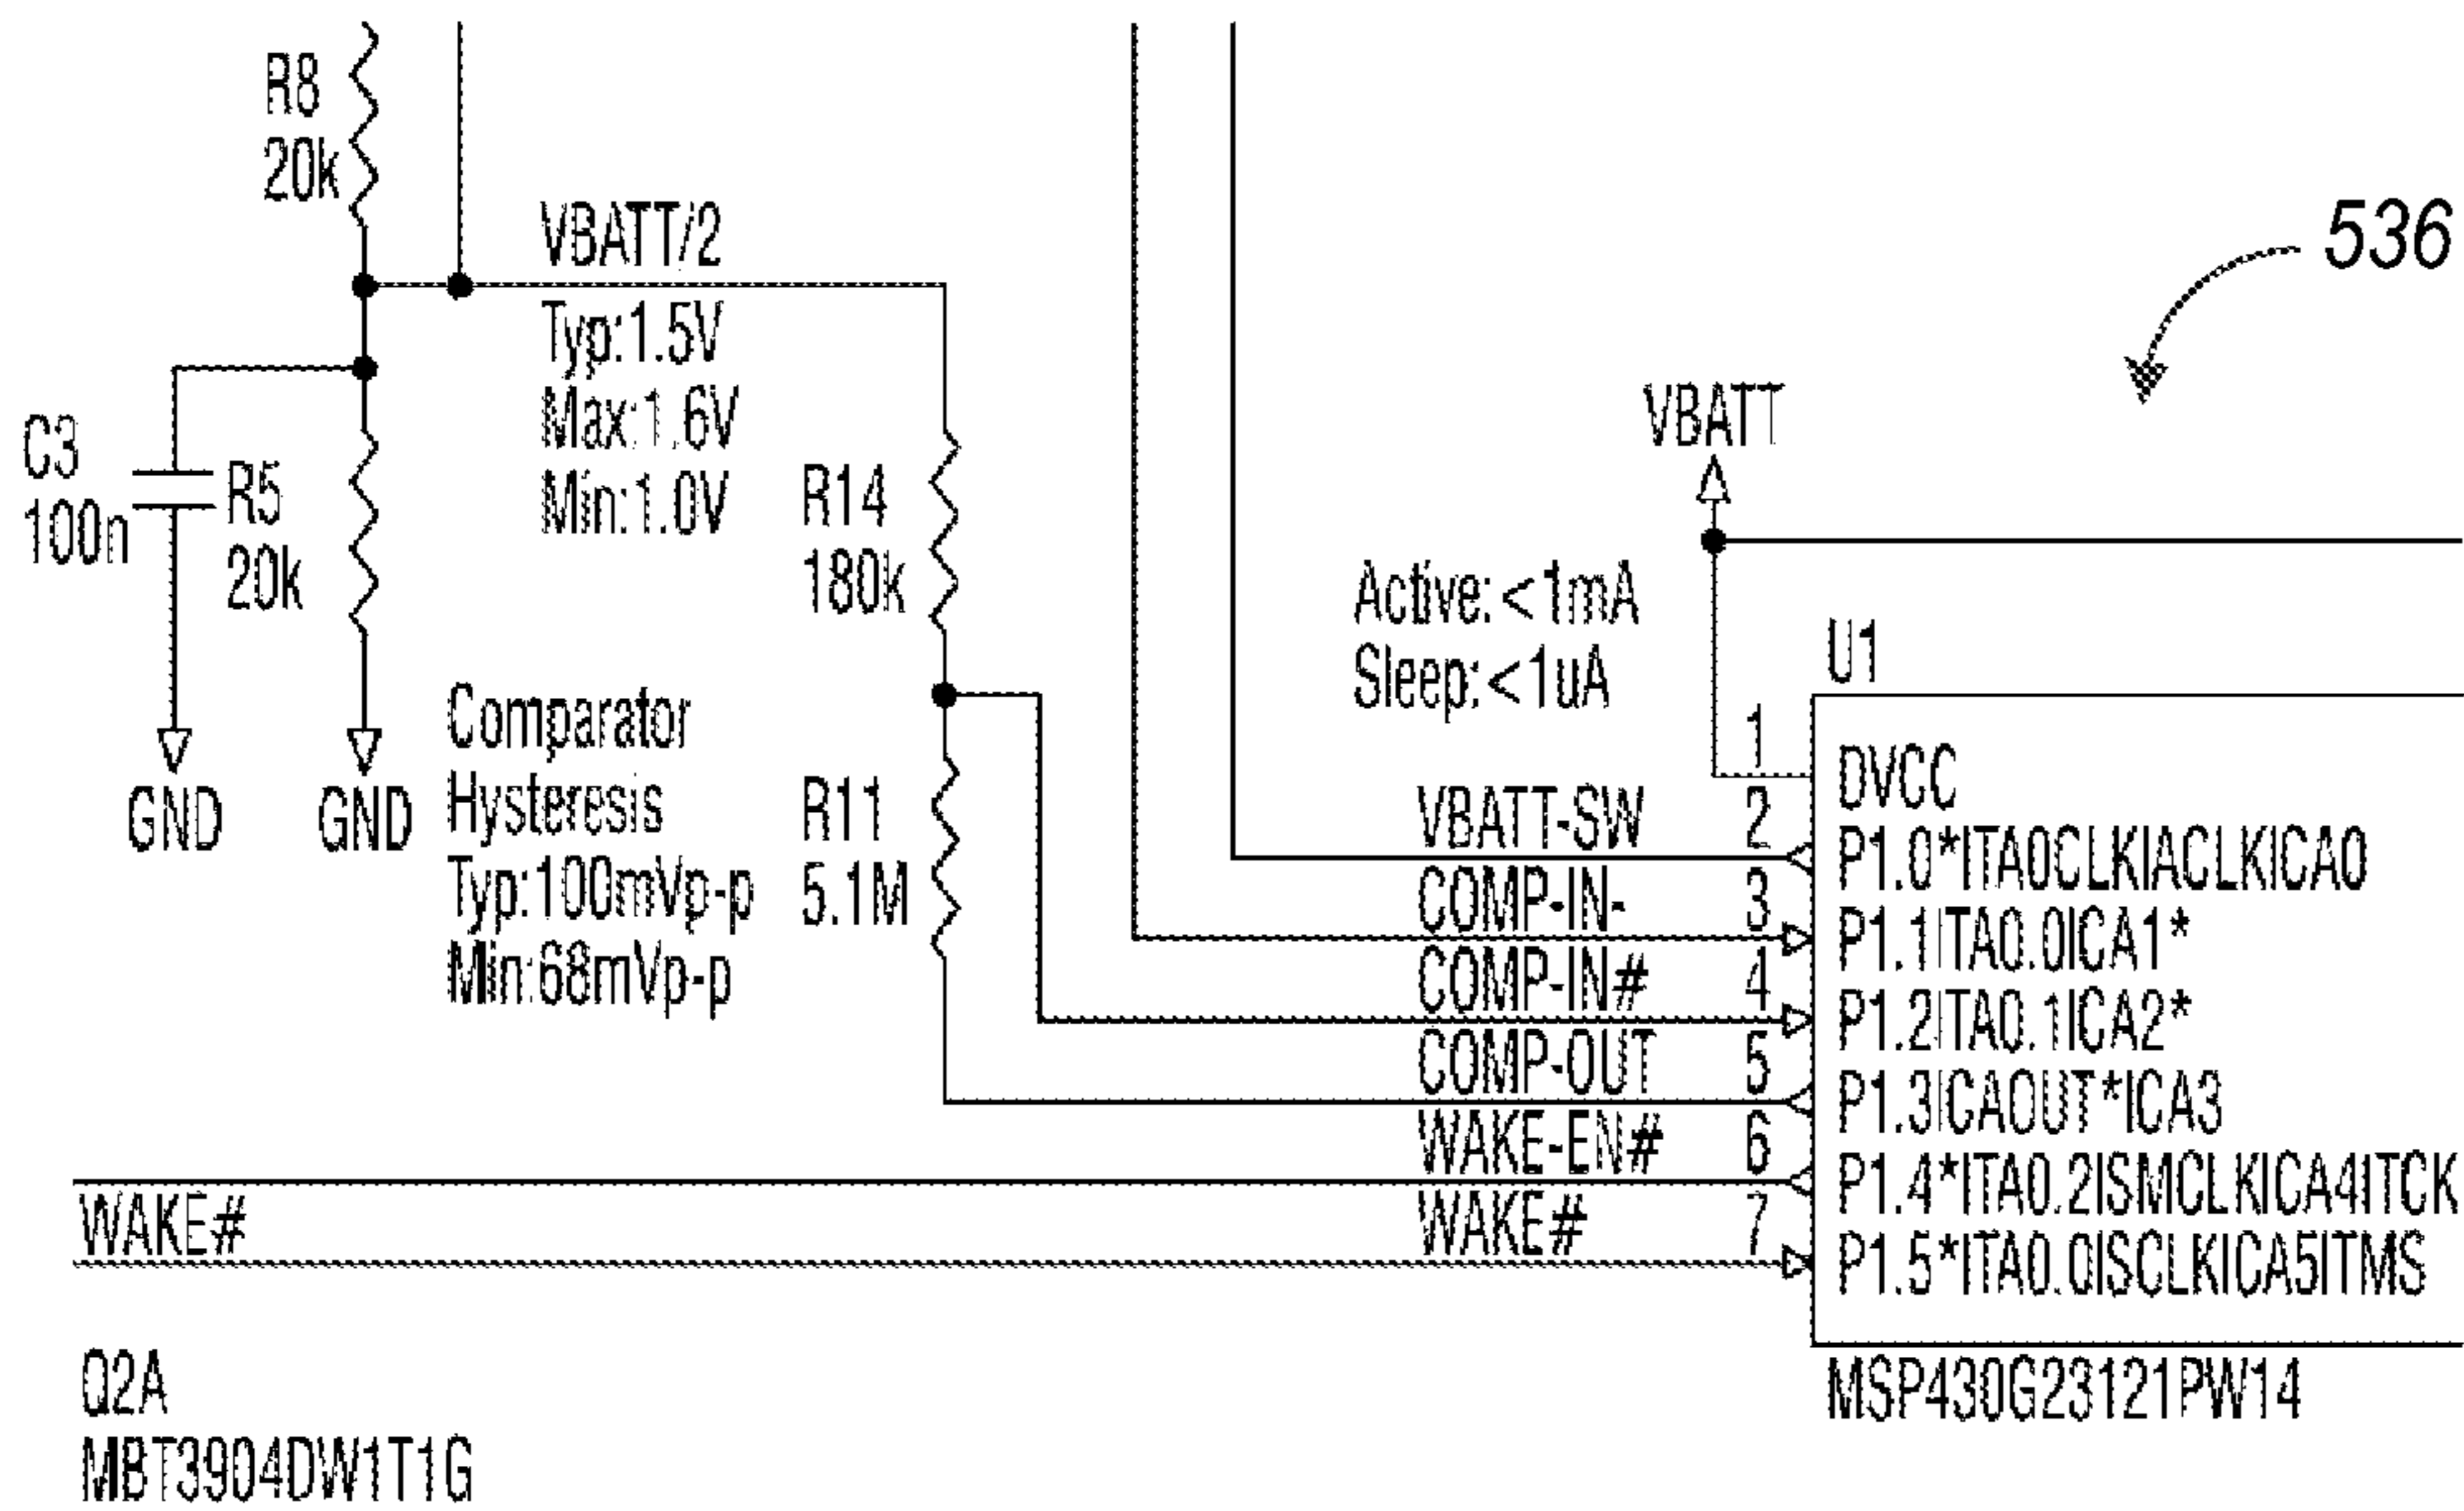 R8
20k
VBATT/2
Typ:1.5V
Max:1.6V
Min:1.0V
C3
100n
R5
20k
GND
GND
R14
180k
Comparator
Hysteresis
Typ:100mVp-p
Min:68mVp-p
R11
5.1M
536
VBATT
Active:<1mA
Sleep:<1uA
U1
1
DVCC
VBATT-SW 2
P1.0*ITA0CLKIACLKICA0
COMP-IN- 3
P1.1ITA0.0ICA1*
COMP-IN# 4
P1.2ITA0.1ICA2*
COMP-OUT 5
P1.3ICAOUT*ICA3
WAKE-EN# 6
P1.4*ITA0.2ISMCLKICA4ITCK
WAKE#
WAKE# 7
P1.5*ITA0.0ISCLKICA5ITMS
MSP430G23121PW14
Q2A
MBT3904DW1T1G